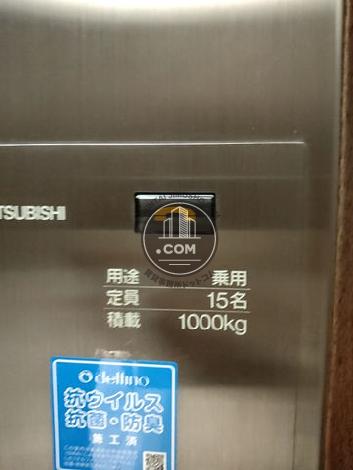 TSUBISHI
.COM
用途 乗用
定員 15名
積載 1000kg
delfino
抗ウイルス
抗菌・防臭
施工済